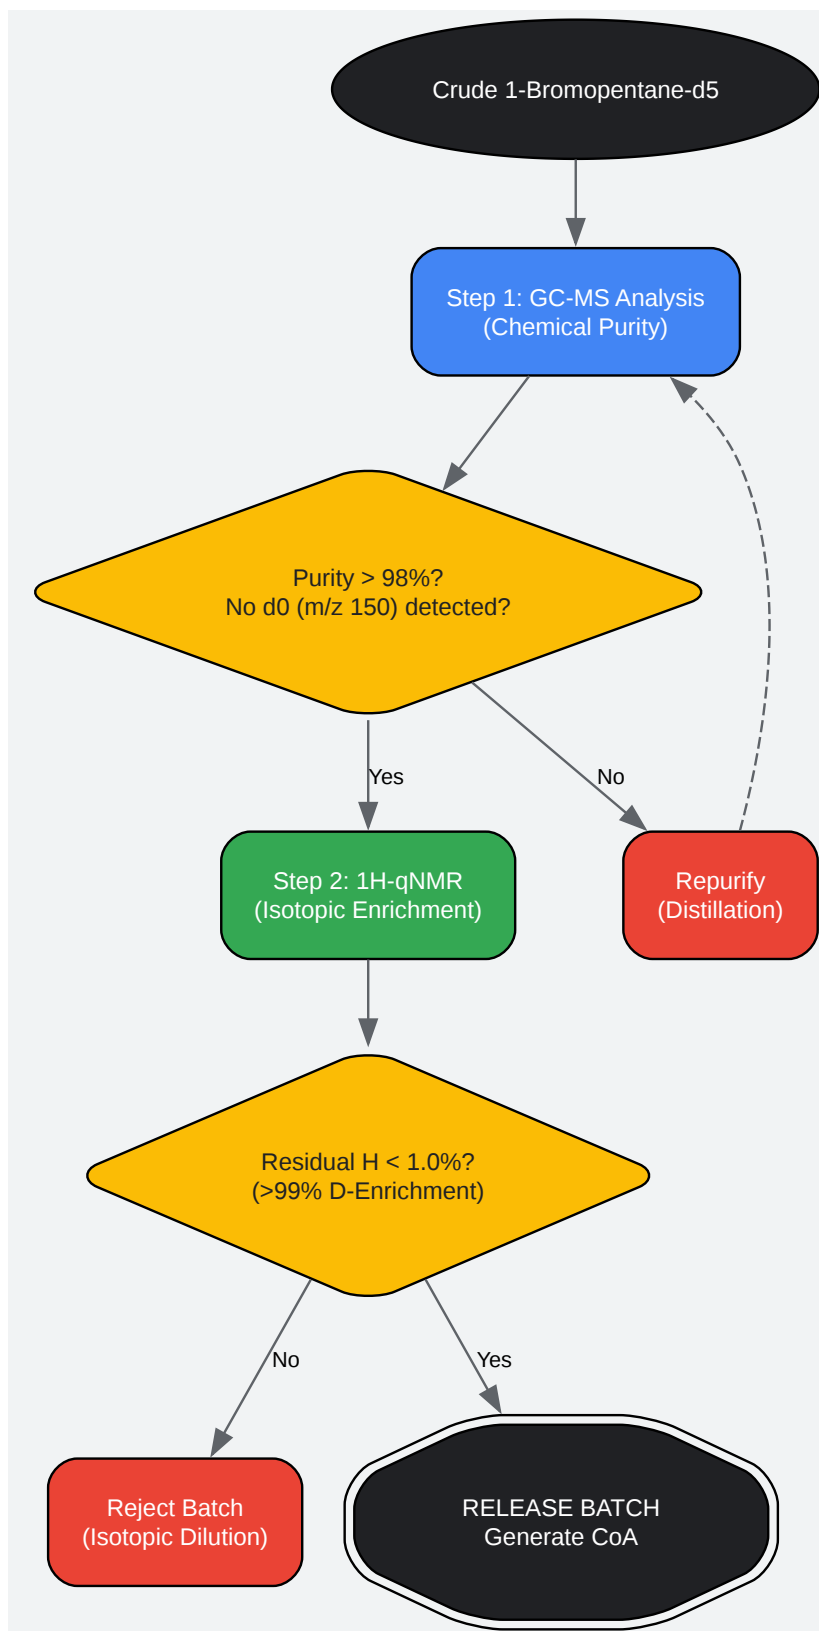 Crude 1-Bromopentane-d5
Step 1: GC-MS Analysis
(Chemical Purity)
Purity > 98%?
No d0 (m/z 150) detected?
Yes
No
Step 2: 1H-qNMR
(Isotopic Enrichment)
Repurify
(Distillation)
Residual H < 1.0%?
(>99% D-Enrichment)
No
Yes
Reject Batch
(Isotopic Dilution)
RELEASE BATCH
Generate CoA